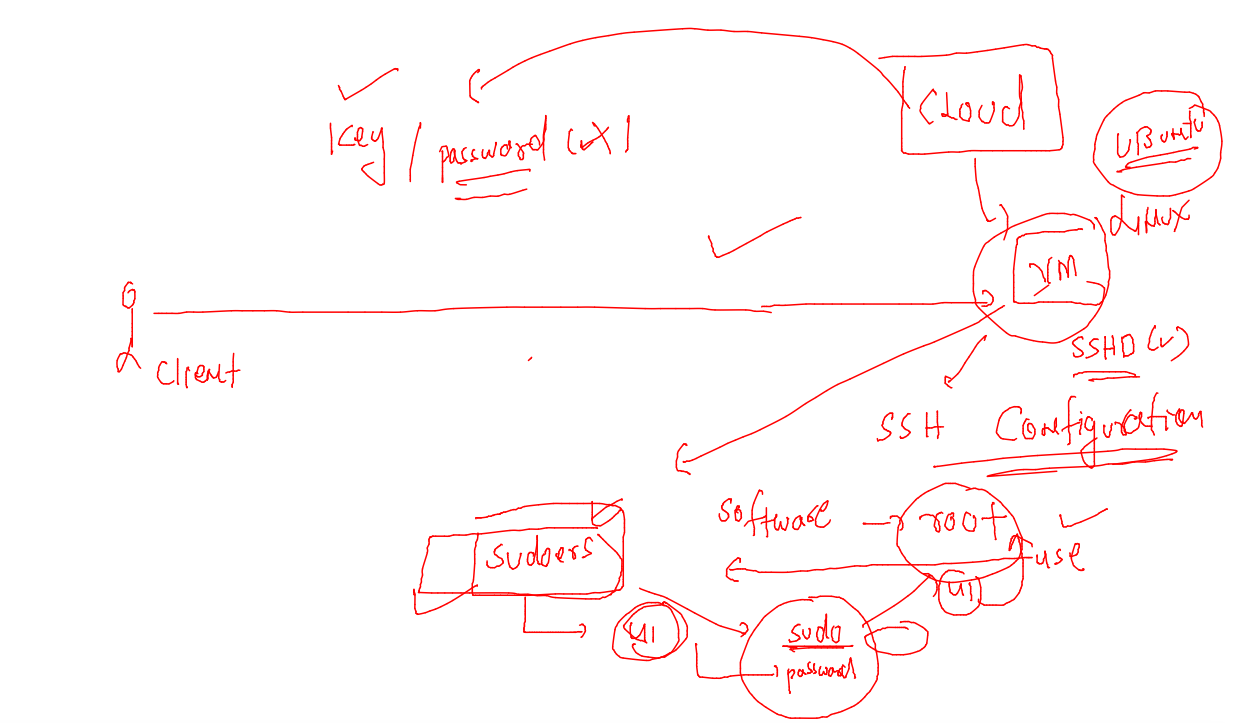 CLOUD
UBUntU
key / password (✓X)
LiNUX
VM
SSHD (✓)
client
SSH Configuration
software → root
sudoers
use
u1
u1
sudo
password